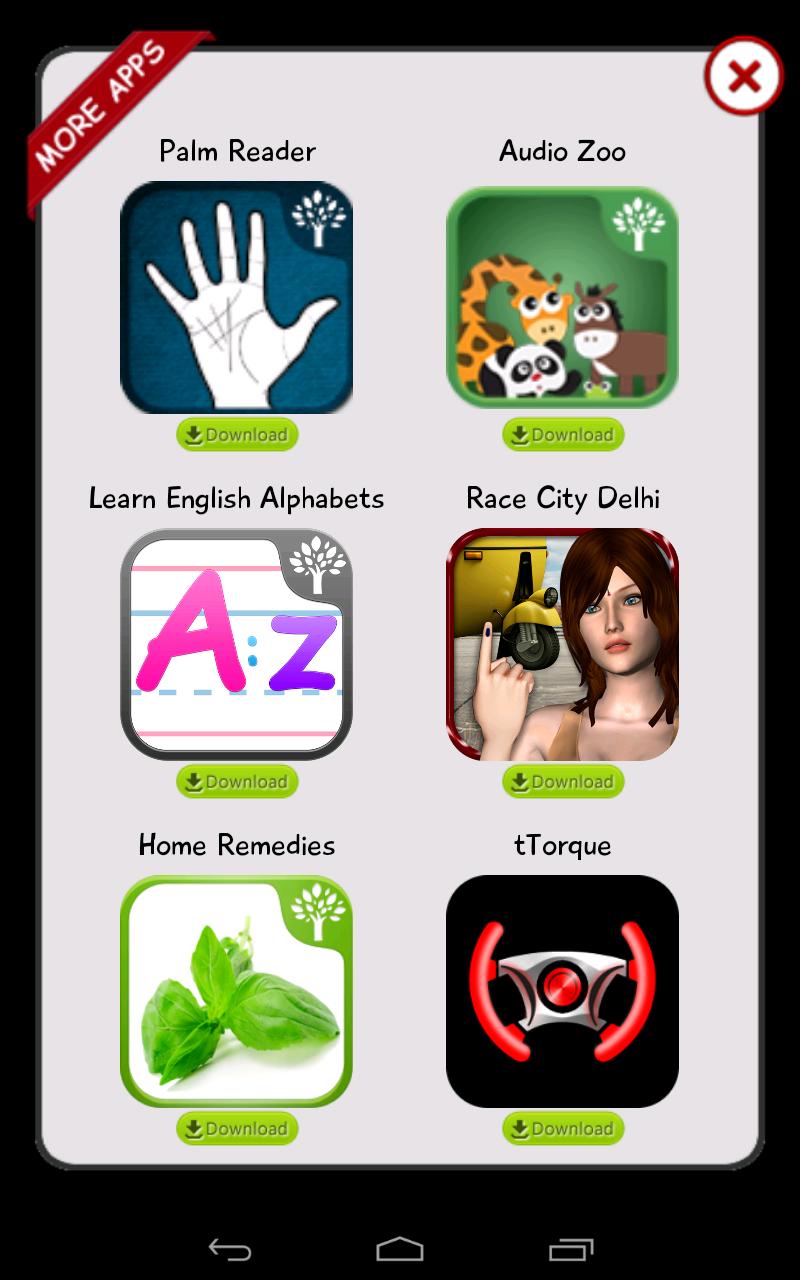 MORE APPS
Palm Reader
Audio Zoo
Download
Download
Learn English Alphabets
Race City Delhi
A:z
Download
Download
Home Remedies
tTorque
Download
Download